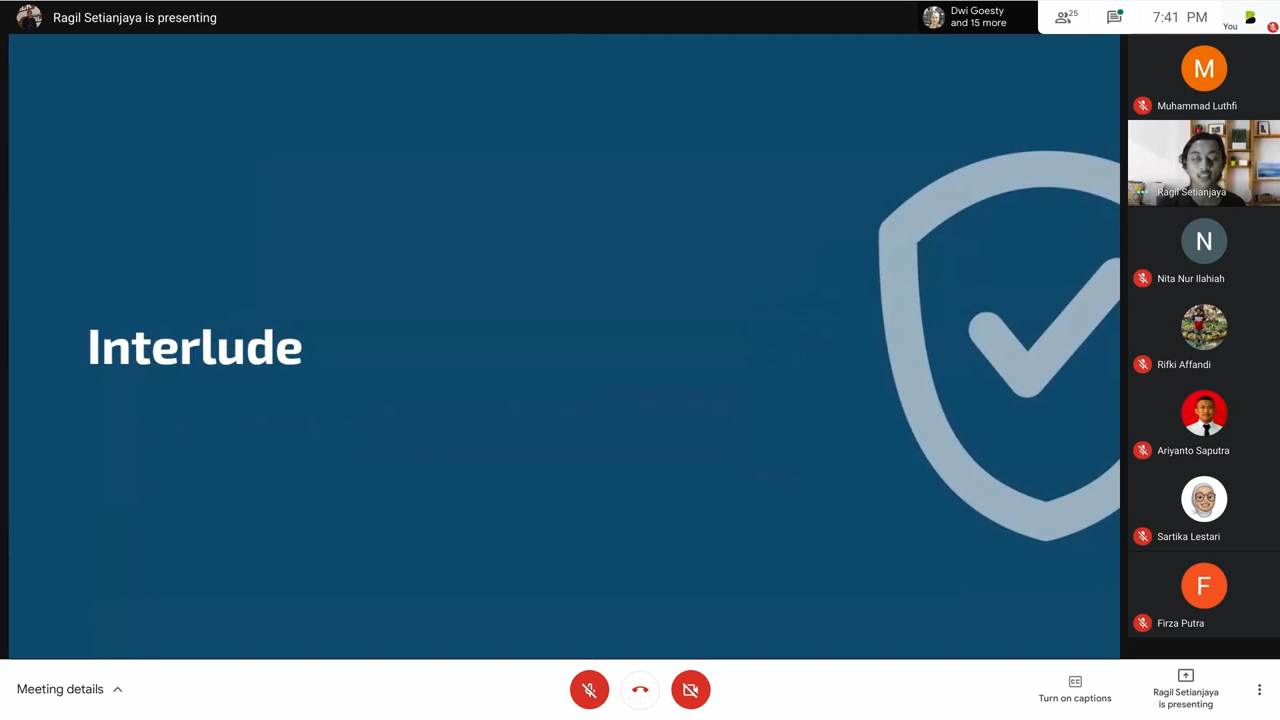 Ragil Setianjaya is presenting
Dwi Goesty
and 15 more
25
7:41 PM
You
M
Muhammad Luthfi
Ragil Setianjaya
N
Nita Nur Ilahiah
Rifki Affandi
Ariyanto Saputra
Sartika Lestari
F
Firza Putra
Interlude
Meeting details
CC
Turn on captions
Ragil Setianjaya
is presenting